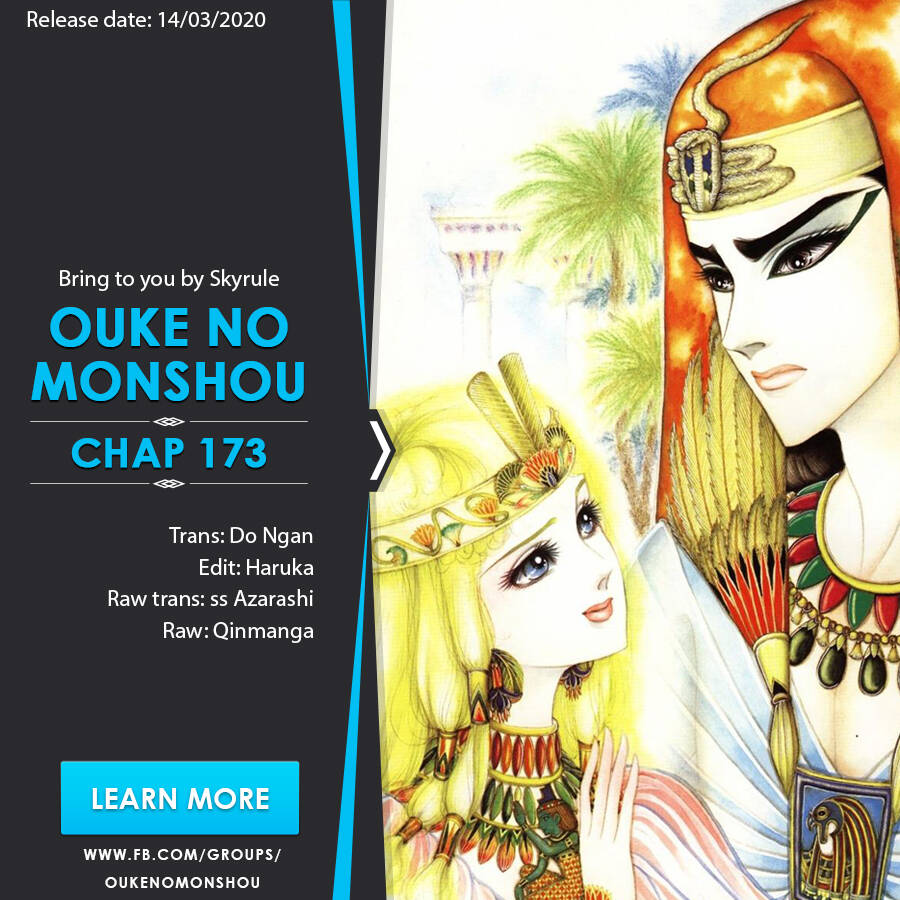 Release date: 14/03/2020
Bring to you by Skyrule
OUKE NO
MONSHOU
CHAP 173
Trans: Do Ngan
Edit: Haruka
Raw trans: ss Azarashi
Raw: Qinmanga
LEARN MORE
WWW.FB.COM/GROUPS/
OUKENOMONSHOU